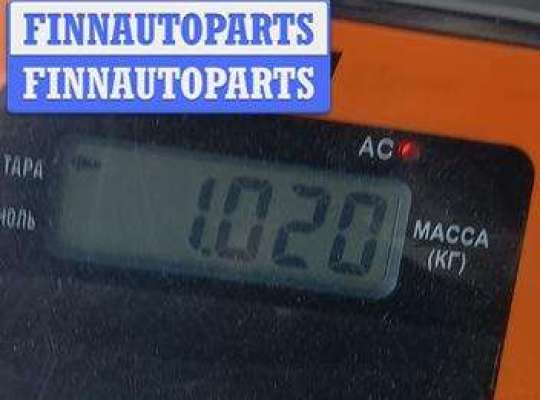 FINNAUTOPARTS
FINNAUTOPARTS
AC
ТАРА
НОЛЬ
1.020
МАССА
(КГ)